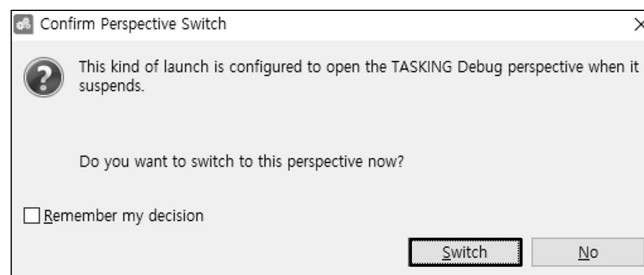 Confirm Perspective Switch
This kind of launch is configured to open the TASKING Debug perspective when it
suspends.
Do you want to switch to this perspective now?
Remember my decision
Switch
No